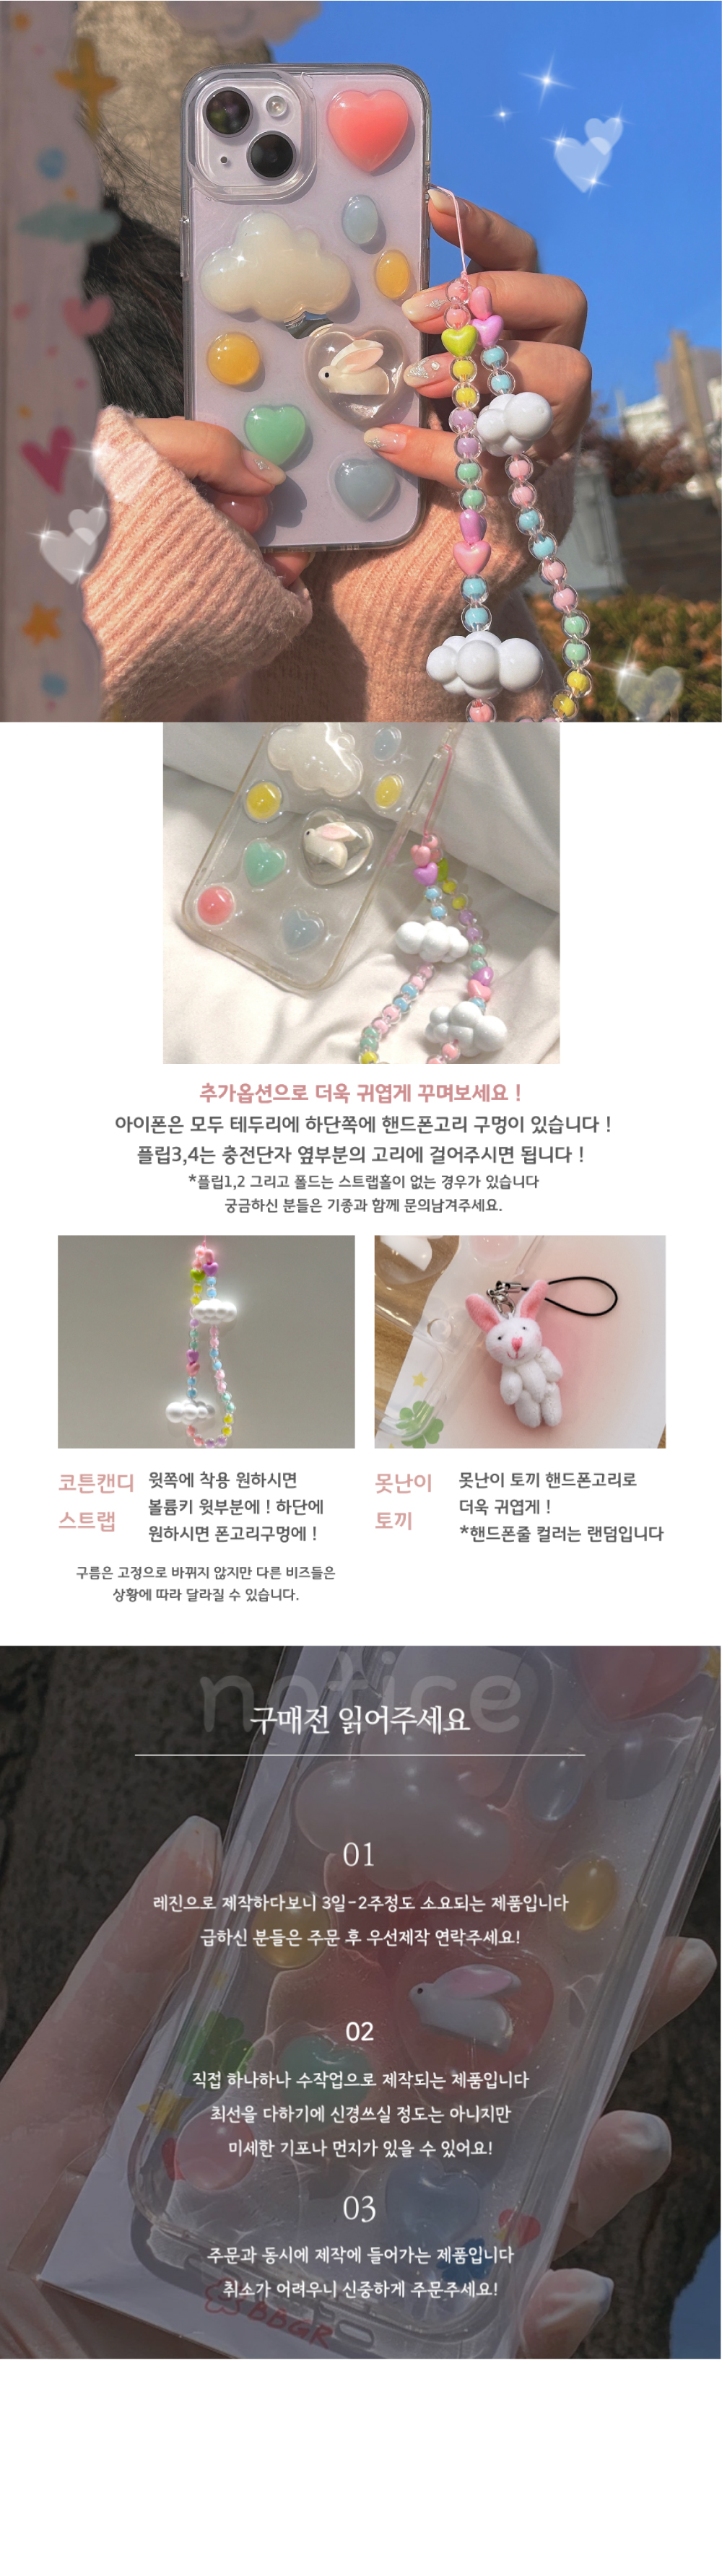 추가옵션으로 더욱 귀엽게 꾸며보세요 !
아이폰은 모두 테두리에 하단쪽에 핸드폰고리 구멍이 있습니다 !
플립3,4는 충전단자 옆부분의 고리에 걸어주시면 됩니다 !
*플립1,2 그리고 폴드는 스트랩홀이 없는 경우가 있습니다
궁금하신 분들은 기종과 함께 문의남겨주세요.
코튼캔디
스트랩
윗쪽에 착용 원하시면
볼륨키 윗부분에 ! 하단에
원하시면 폰고리구멍에 !
구름은 고정으로 바뀌지 않지만 다른 비즈들은
상황에 따라 달라질 수 있습니다.
못난이
토끼
못난이 토끼 핸드폰고리로
더욱 귀엽게 !
*핸드폰줄 컬러는 랜덤입니다
notice
구매전 읽어주세요
01
레진으로 제작하다보니 3일-2주정도 소요되는 제품입니다
급하신 분들은 주문 후 우선제작 연락주세요!
02
직접 하나하나 수작업으로 제작되는 제품입니다
최선을 다하기에 신경쓰실 정도는 아니지만
미세한 기포나 먼지가 있을 수 있어요!
03
주문과 동시에 제작에 들어가는 제품입니다
취소가 어려우니 신중하게 주문주세요!
BBGR